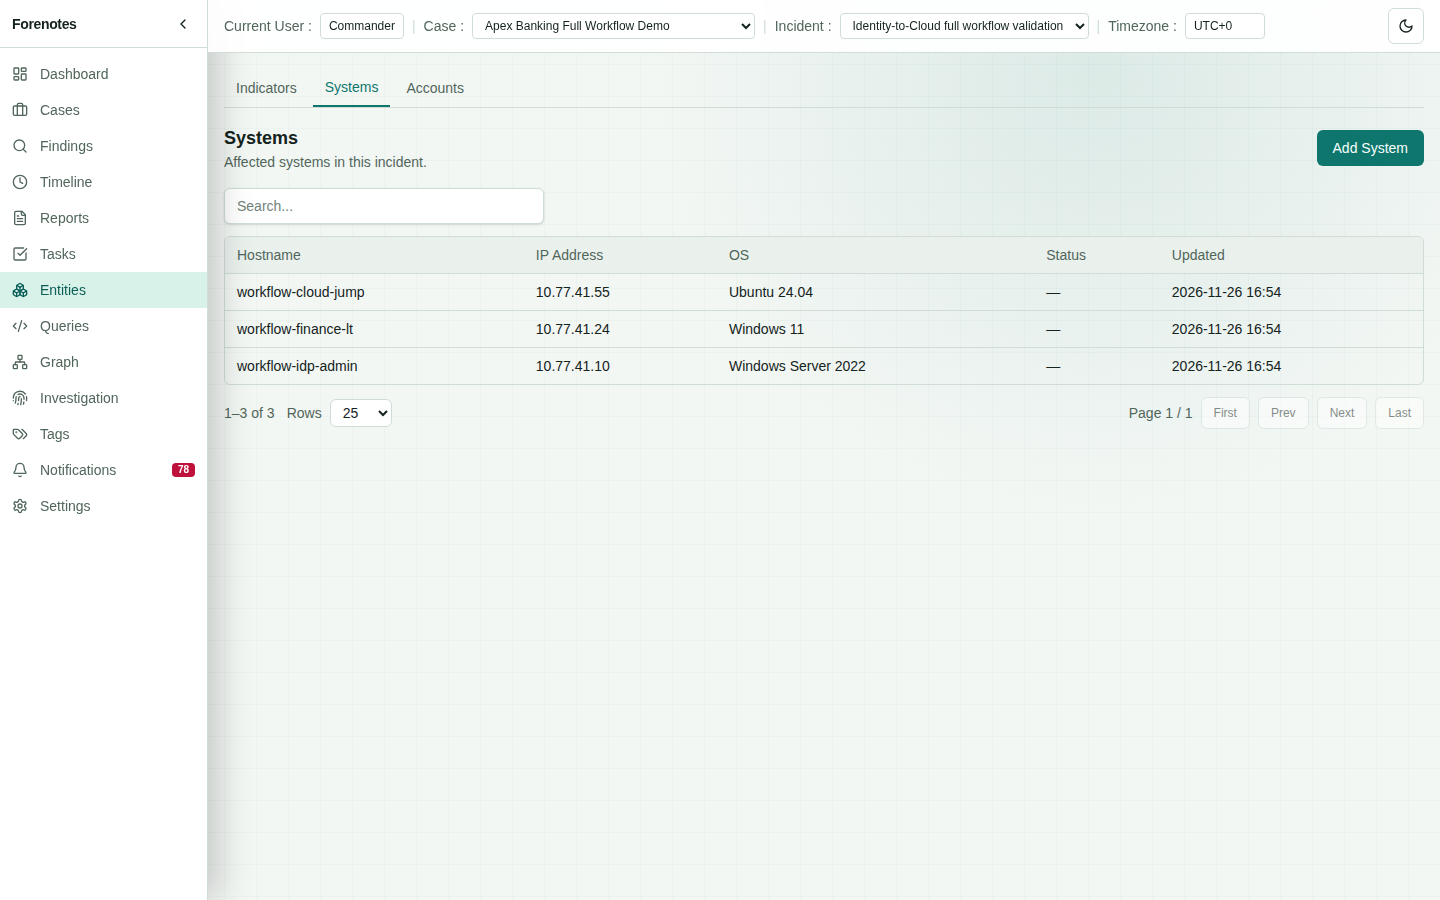 Forenotes
Current User : Commander | Case : Apex Banking Full Workflow Demo | Incident : Identity-to-Cloud full workflow validation | Timezone : UTC+0
Dashboard
Cases
Findings
Timeline
Reports
Tasks
Entities
Queries
Graph
Investigation
Tags
Notifications 78
Settings
Indicators Systems Accounts
Systems
Affected systems in this incident.
Add System
Search...
Hostname IP Address OS Status Updated
workflow-cloud-jump 10.77.41.55 Ubuntu 24.04 — 2026-11-26 16:54
workflow-finance-lt 10.77.41.24 Windows 11 — 2026-11-26 16:54
workflow-idp-admin 10.77.41.10 Windows Server 2022 — 2026-11-26 16:54
1–3 of 3 Rows 25 Page 1 / 1 First Prev Next Last